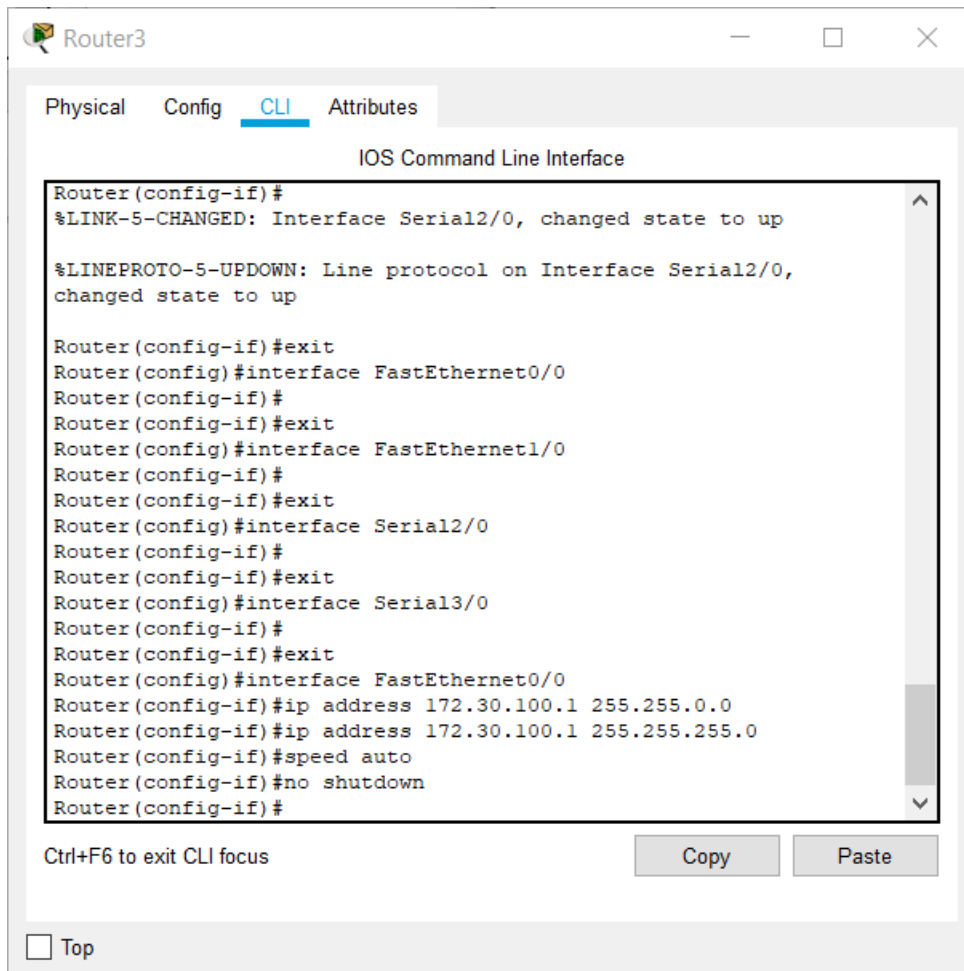 Router3
Physical Config CLI Attributes
IOS Command Line Interface
Router(config-if)#
%LINK-5-CHANGED: Interface Serial2/0, changed state to up
%LINEPROTO-5-UPDOWN: Line protocol on Interface Serial2/0,
changed state to up
Router(config-if)#exit
Router(config)#interface FastEthernet0/0
Router(config-if)#
Router(config-if)#exit
Router(config)#interface FastEthernet1/0
Router(config-if)#
Router(config-if)#exit
Router(config)#interface Serial2/0
Router(config-if)#
Router(config-if)#exit
Router(config)#interface Serial3/0
Router(config-if)#
Router(config-if)#exit
Router(config)#interface FastEthernet0/0
Router(config-if)#ip address 172.30.100.1 255.255.0.0
Router(config-if)#ip address 172.30.100.1 255.255.255.0
Router(config-if)#speed auto
Router(config-if)#no shutdown
Router(config-if)#
Ctrl+F6 to exit CLI focus Copy Paste
Top